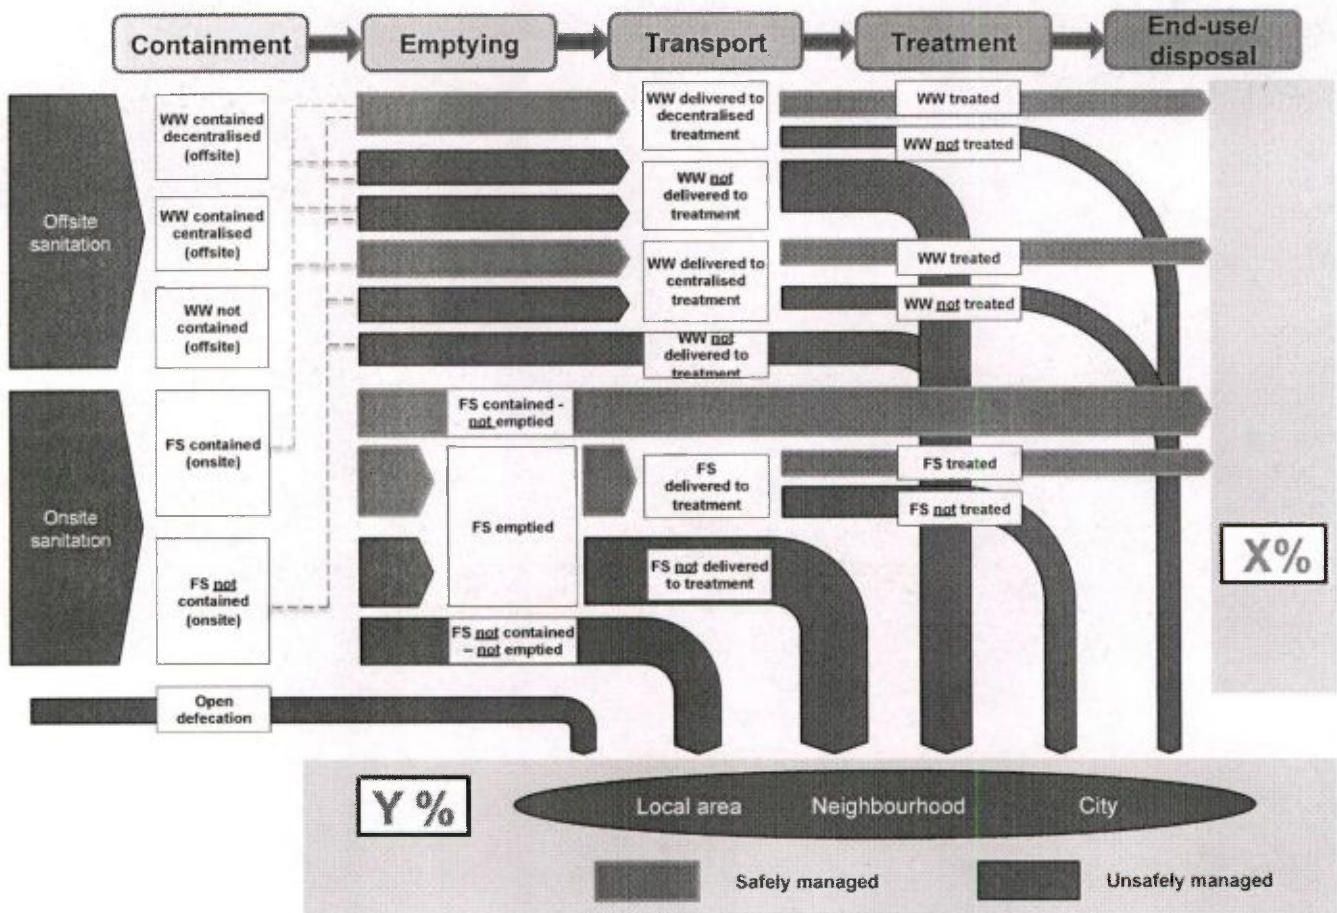 Containment
Emptying
Transport
Treatment
End-use/
disposal
Offsite
sanitation
WW contained
decentralised
(offsite)
WW contained
centralised
(offsite)
WW not
contained
(offsite)
Onsite
sanitation
FS contained
(onsite)
FS not
contained
(onsite)
Open
defecation
FS contained -
not emptied
FS emptied
FS not contained
– not emptied
WW delivered to
decentralised
treatment
WW not
delivered to
treatment
WW delivered to
centralised
treatment
WW not
delivered to
treatment
FS
delivered to
treatment
FS not delivered
to treatment
WW treated
WW not treated
WW treated
WW not treated
FS treated
FS not treated
X%
Y %
Local area
Neighbourhood
City
Safely managed
Unsafely managed